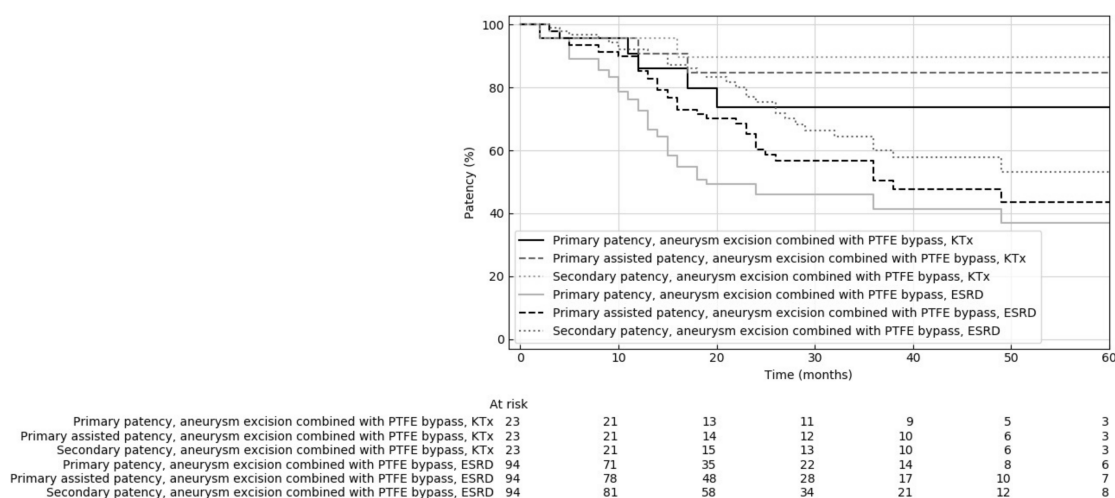 100
80
60
40
20
0
Patency (%)
Primary patency, aneurysm excision combined with PTFE bypass, KTx
Primary assisted patency, aneurysm excision combined with PTFE bypass, KTx
Secondary patency, aneurysm excision combined with PTFE bypass, KTx
Primary patency, aneurysm excision combined with PTFE bypass, ESRD
Primary assisted patency, aneurysm excision combined with PTFE bypass, ESRD
Secondary patency, aneurysm excision combined with PTFE bypass, ESRD
0 10 20 30 40 50 60
Time (months)
At risk
Primary patency, aneurysm excision combined with PTFE bypass, KTx 23 21 13 11 9 5 3
Primary assisted patency, aneurysm excision combined with PTFE bypass, KTx 23 21 14 12 10 6 3
Secondary patency, aneurysm excision combined with PTFE bypass, KTx 23 21 15 13 10 6 3
Primary patency, aneurysm excision combined with PTFE bypass, ESRD 94 71 35 22 14 8 6
Primary assisted patency, aneurysm excision combined with PTFE bypass, ESRD 94 78 48 28 17 10 7
Secondary patency, aneurysm excision combined with PTFE bypass, ESRD 94 81 58 34 21 12 8